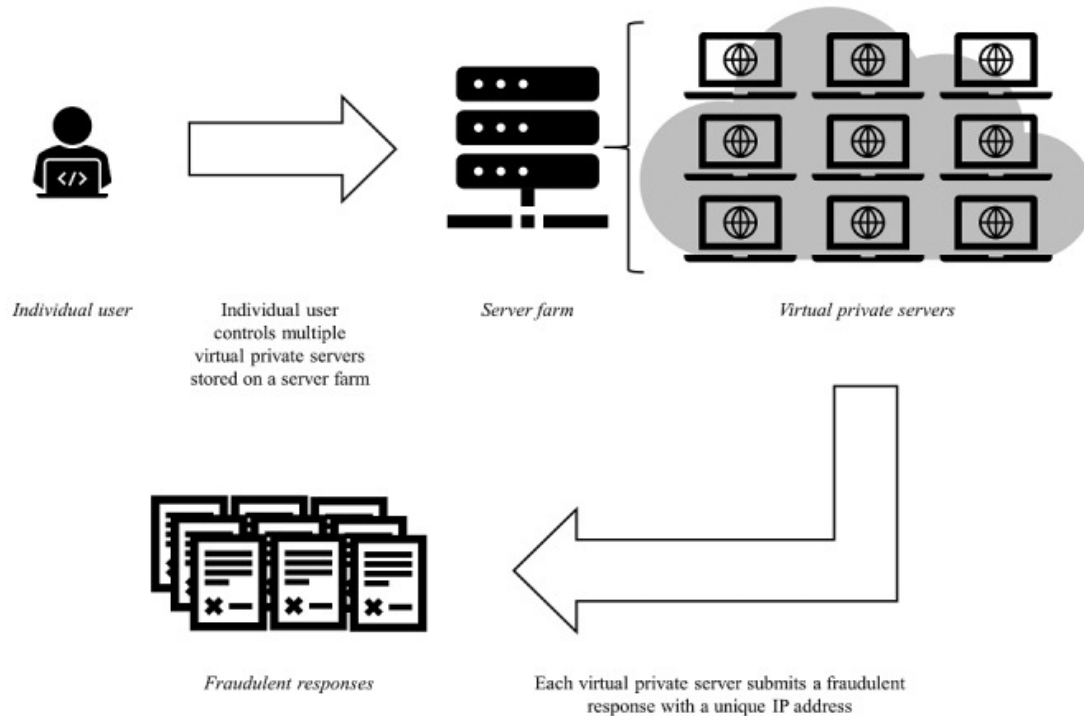 </>
Individual user
Individual user
controls multiple
virtual private servers
stored on a server farm
Server farm
Virtual private servers
Fraudulent responses
Each virtual private server submits a fraudulent
response with a unique IP address